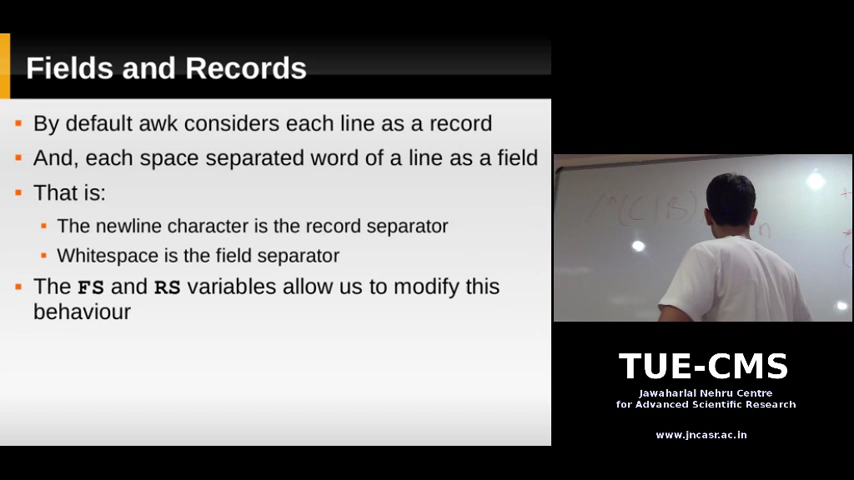 Fields and Records
By default awk considers each line as a record
And, each space separated word of a line as a field
That is:
The newline character is the record separator
Whitespace is the field separator
The FS and RS variables allow us to modify this
behaviour
TUE-CMS
Jawaharlal Nehru Centre
for Advanced Scientific Research
www.jncasr.ac.in